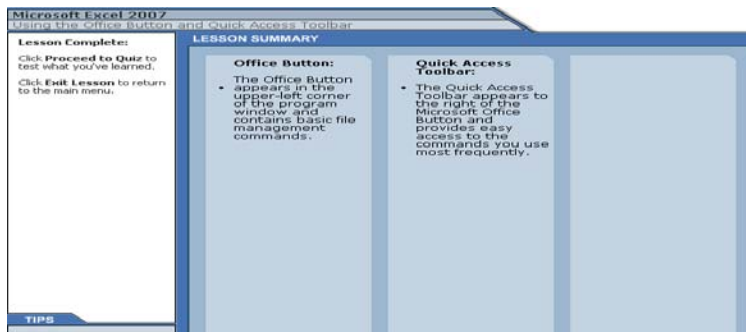 Microsoft Excel 2007
Using the Office Button and Quick Access Toolbar
Lesson Complete:
Click Proceed to Quiz to
test what you've learned.
Click Exit Lesson to return
to the main menu.
TIPS
LESSON SUMMARY
Office Button:
• The Office Button
appears in the
upper-left corner
of the program
window and
contains basic file
management
commands.
Quick Access
Toolbar:
• The Quick Access
Toolbar appears to
the right of the
Microsoft Office
Button and
provides easy
access to the
commands you use
most frequently.